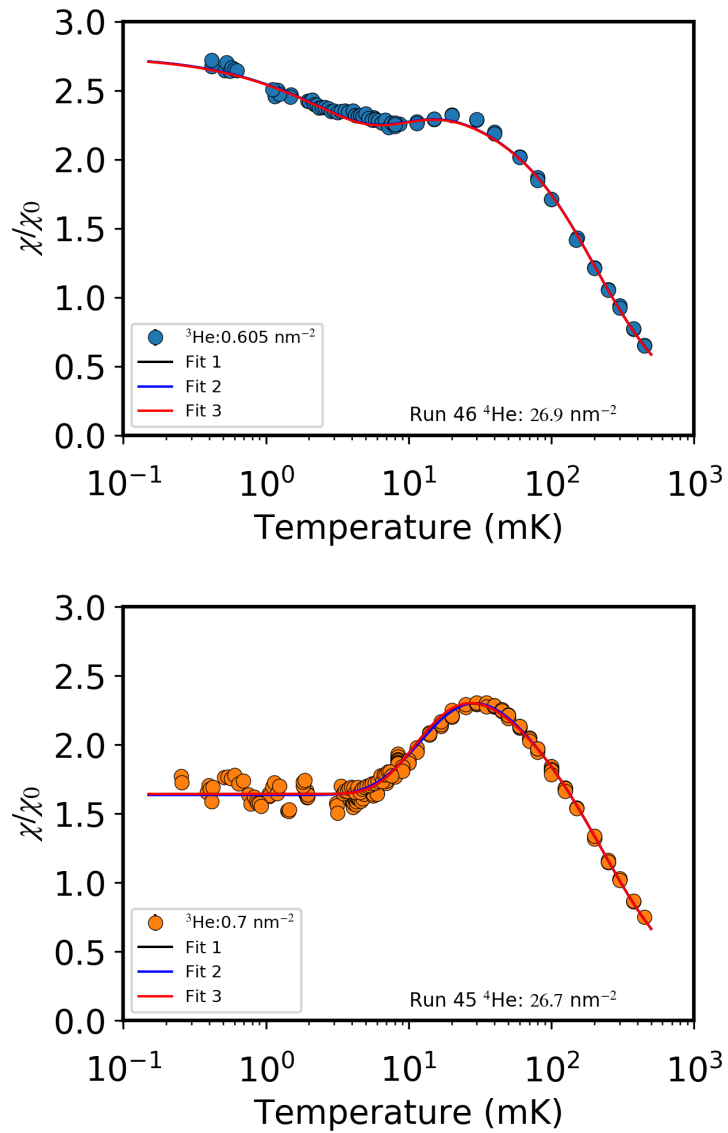 3.0
2.5
2.0
1.5
1.0
0.5
0.0
χ/χ₀
³He:0.605 nm⁻²
Fit 1
Fit 2
Fit 3
Run 46 ⁴He: 26.9 nm⁻²
10⁻¹ 10⁰ 10¹ 10² 10³
Temperature (mK)
3.0
2.5
2.0
1.5
1.0
0.5
0.0
χ/χ₀
³He:0.7 nm⁻²
Fit 1
Fit 2
Fit 3
Run 45 ⁴He: 26.7 nm⁻²
10⁻¹ 10⁰ 10¹ 10² 10³
Temperature (mK)